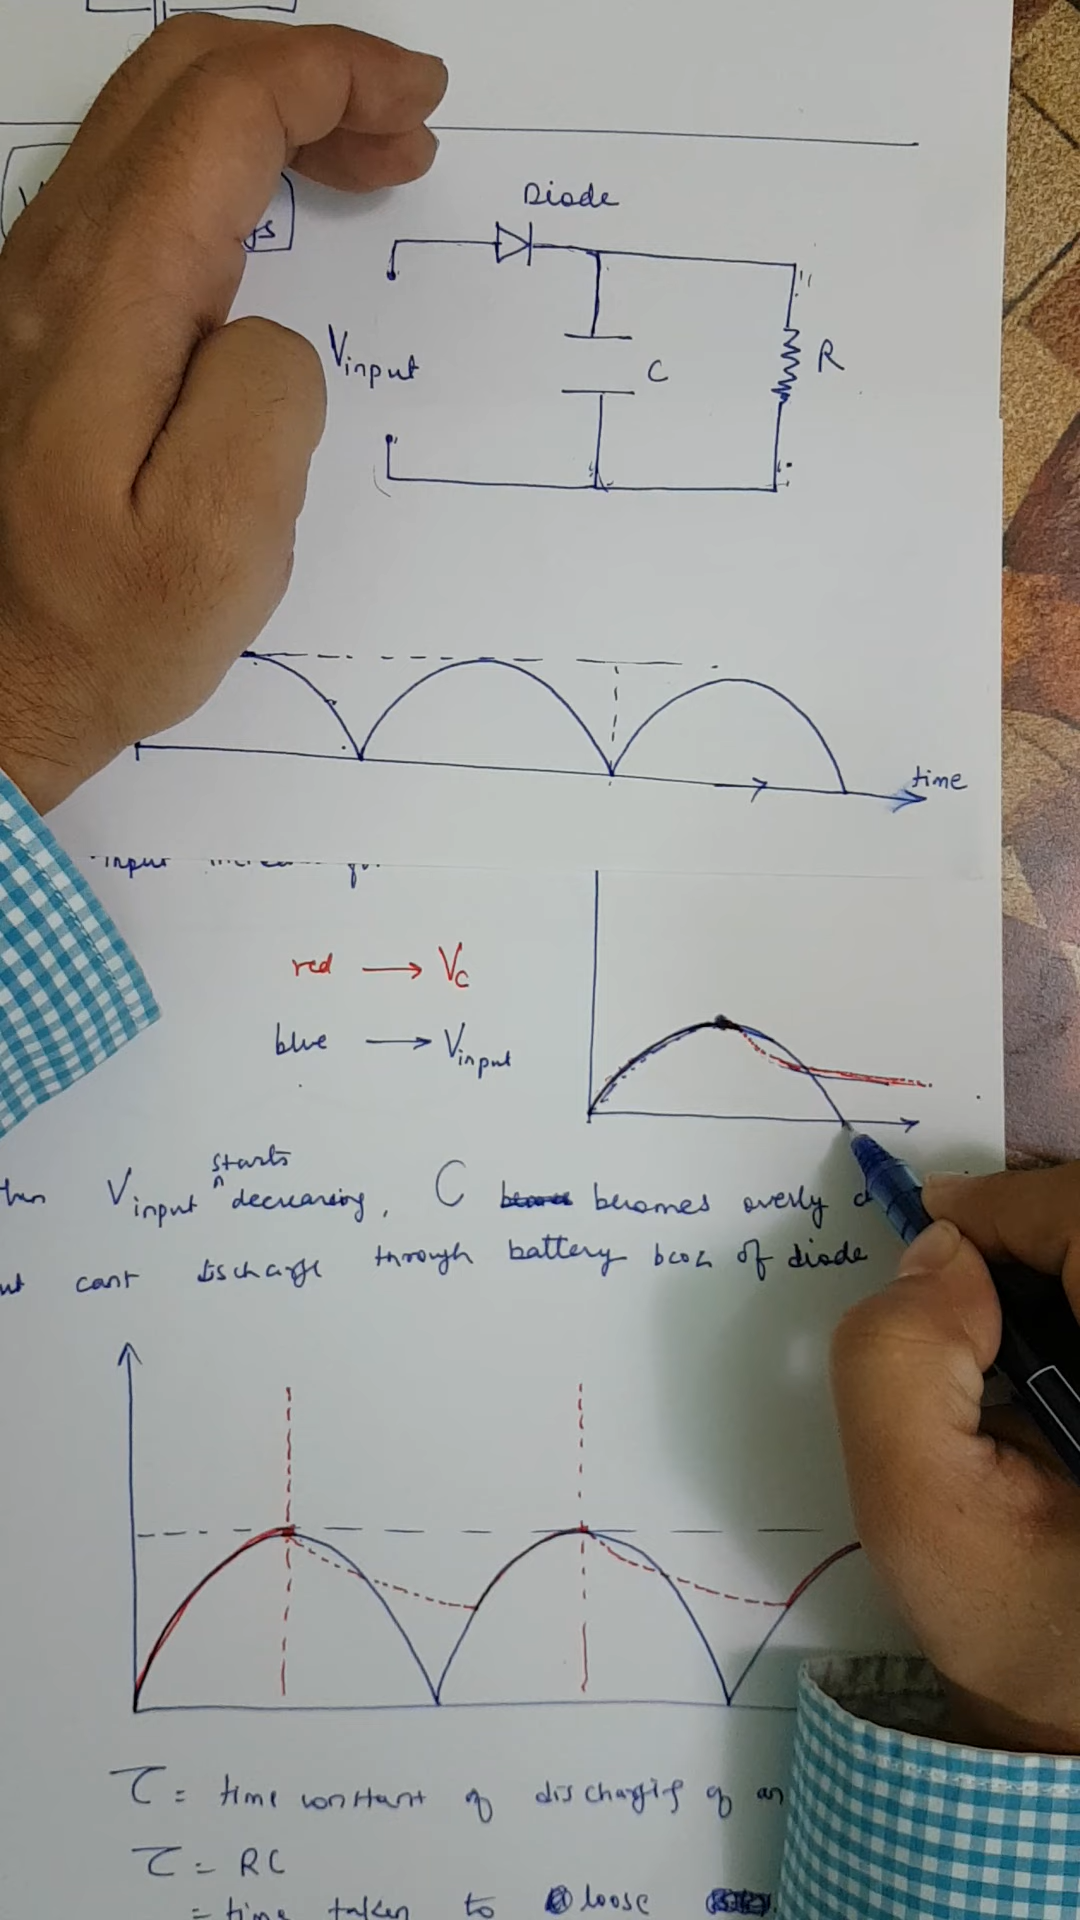 Diode
Vinput
C
R
time
red → VC
blue → Vinput
Vinput starts decreasing, C becomes overly
cant discharge through battery bcoz of diode
τ = time constant of discharging of an
τ = RC
= time taken to loose